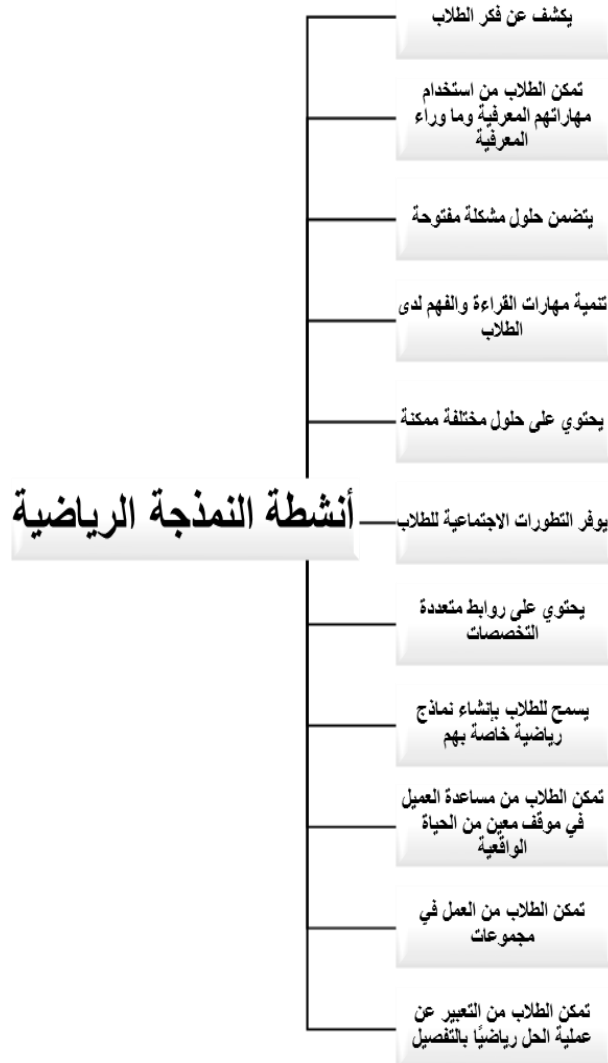 يكشف عن فكر الطلاب
تمكن الطلاب من استخدام
مهاراتهم المعرفية وما وراء
المعرفية
يتضمن حلول مشكلة مفتوحة
تنمية مهارات القراءة والفهم لدى
الطلاب
يحتوي على حلول مختلفة ممكنة
أنشطة النمذجة الرياضية
يوفر التطورات الاجتماعية للطلاب
يحتوي على روابط متعددة
التخصصات
يسمح للطلاب بإنشاء نماذج
رياضية خاصة بهم
تمكن الطلاب من مساعدة العميل
في موقف معين من الحياة
الواقعية
تمكن الطلاب من العمل في
مجموعات
تمكن الطلاب من التعبير عن
عملية الحل رياضيًا بالتفصيل